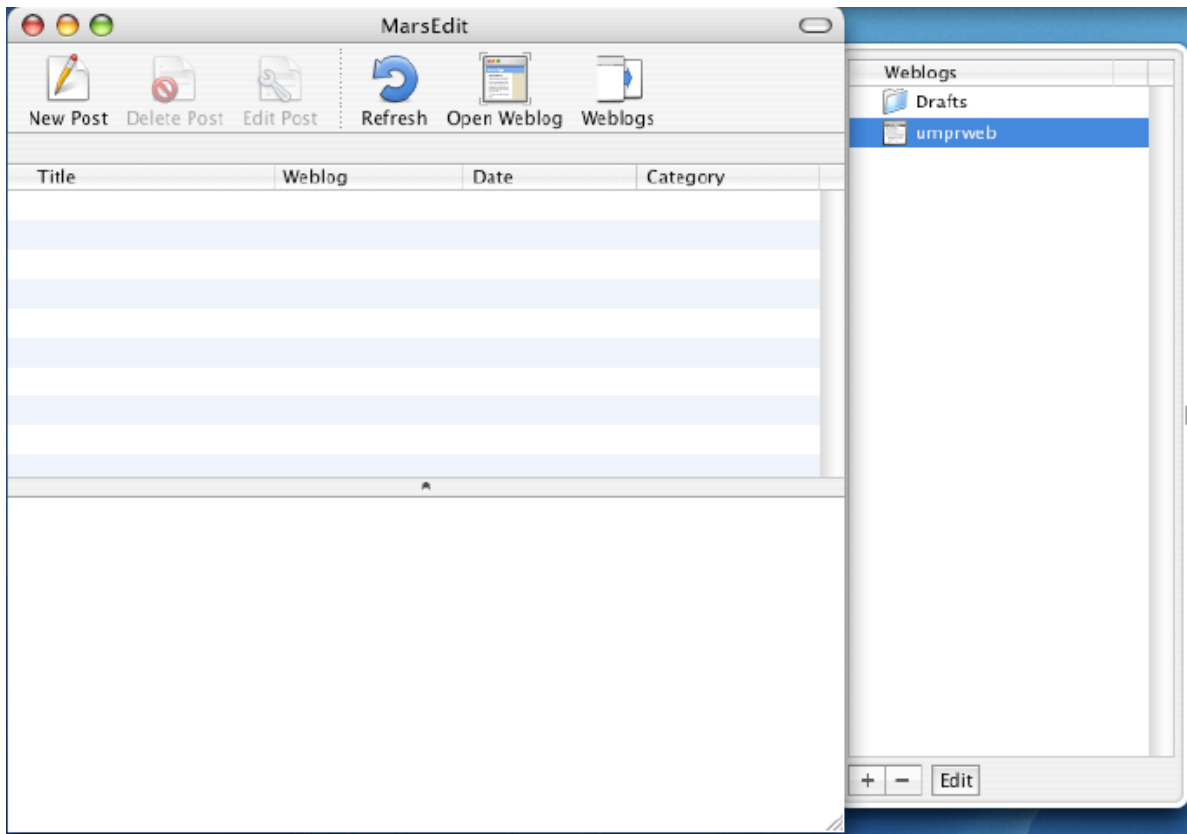 MarsEdit
New Post Delete Post Edit Post Refresh Open Weblog Weblogs
Title Weblog Date Category
Weblogs
Drafts
umprweb
+ − Edit